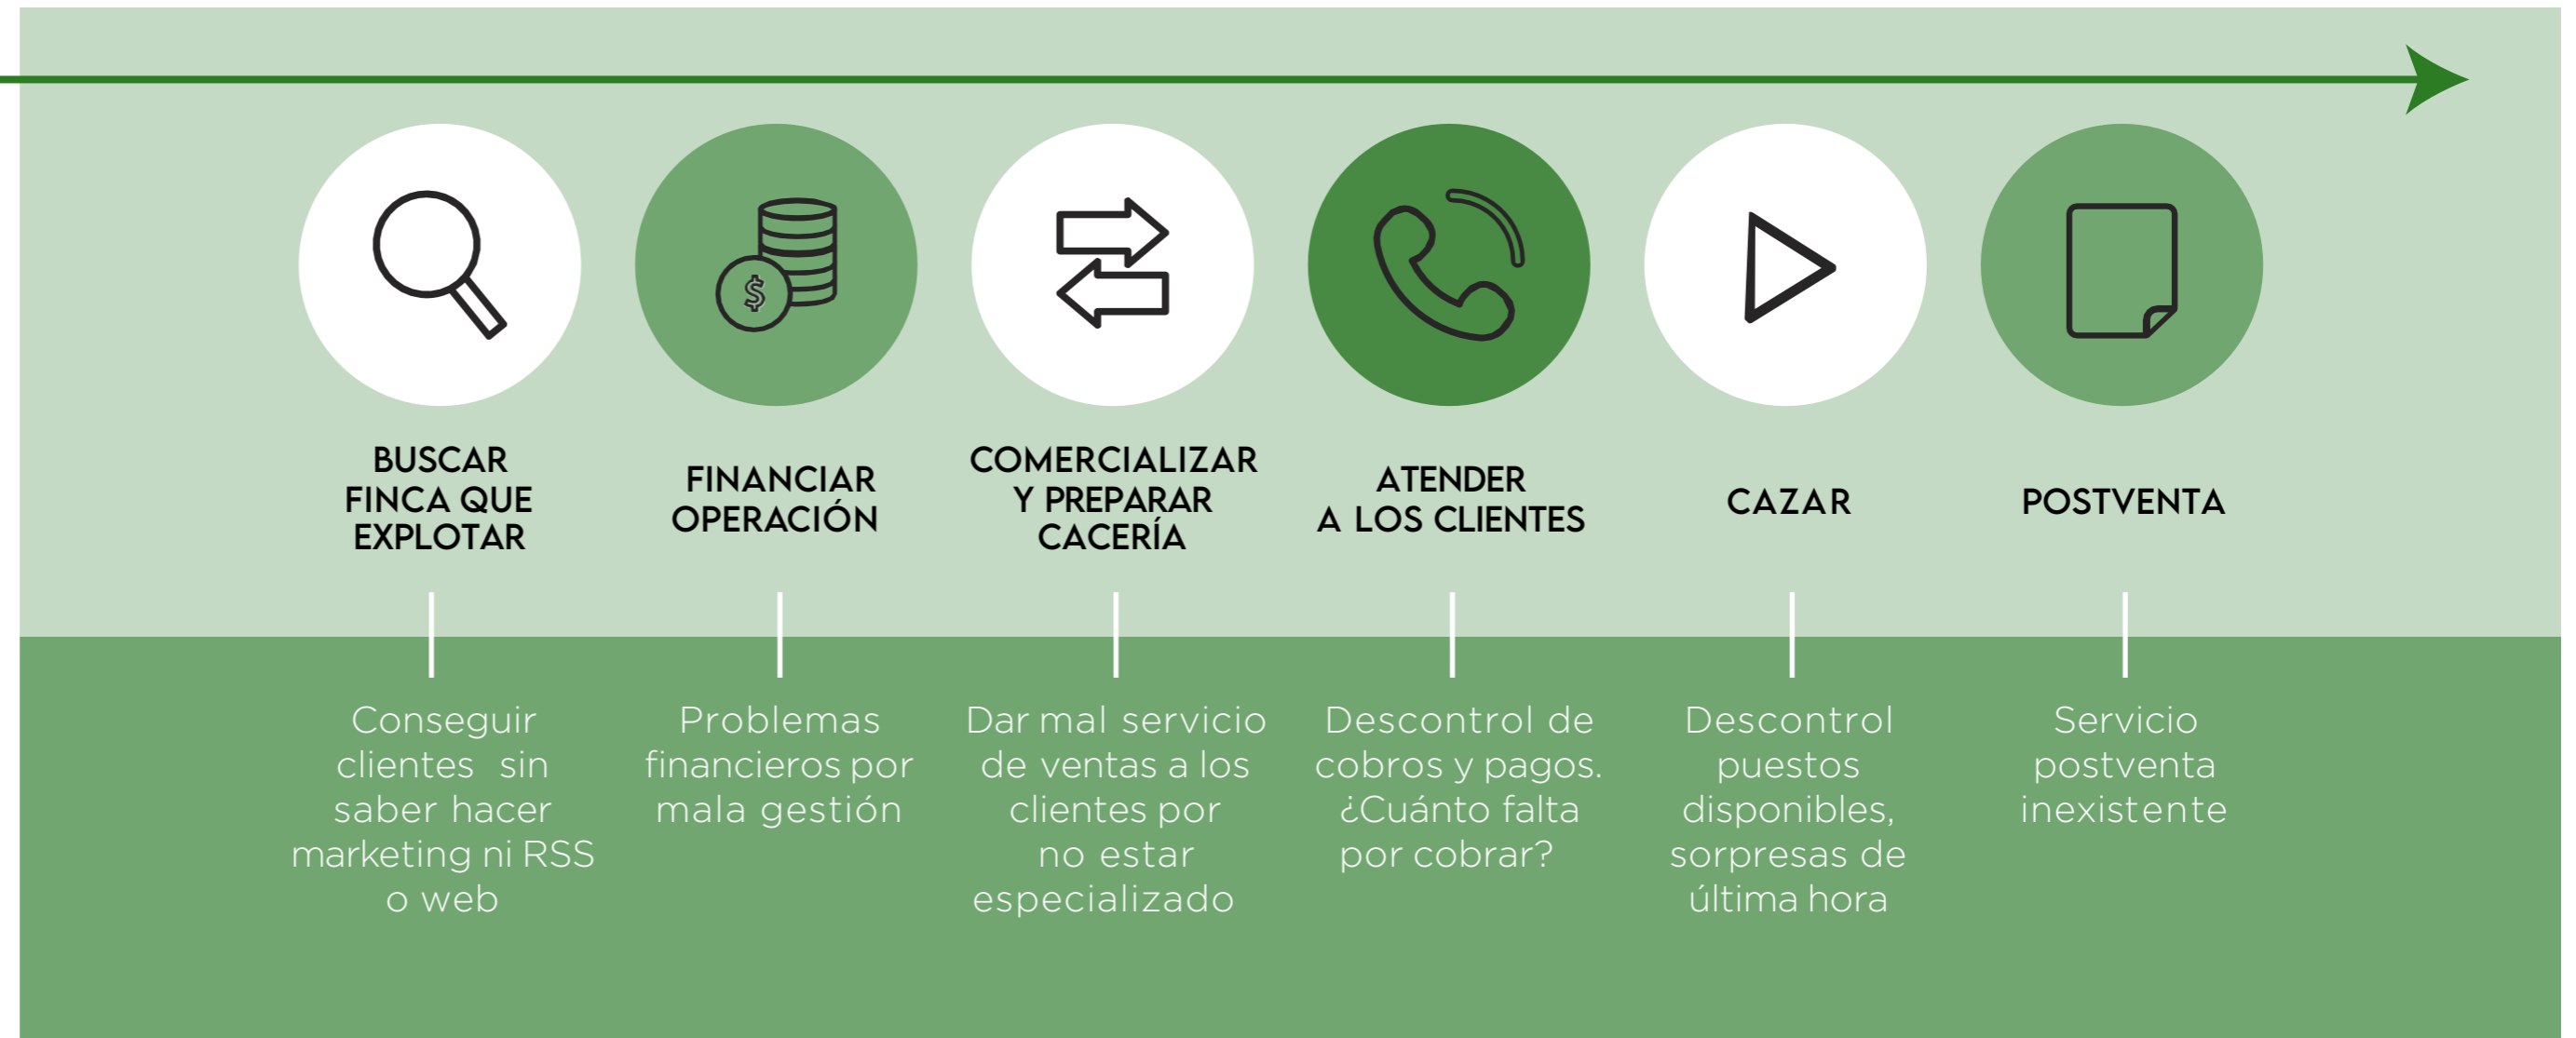 $
BUSCAR
FINCA QUE
EXPLOTAR
FINANCIAR
OPERACIÓN
COMERCIALIZAR
Y PREPARAR
CACERÍA
ATENDER
A LOS CLIENTES
CAZAR
POSTVENTA
Conseguir
clientes sin
saber hacer
marketing ni RSS
o web
Problemas
financieros por
mala gestión
Dar mal servicio
de ventas a los
clientes por
no estar
especializado
Descontrol de
cobros y pagos.
¿Cuánto falta
por cobrar?
Descontrol
puestos
disponibles,
sorpresas de
última hora
Servicio
postventa
inexistente